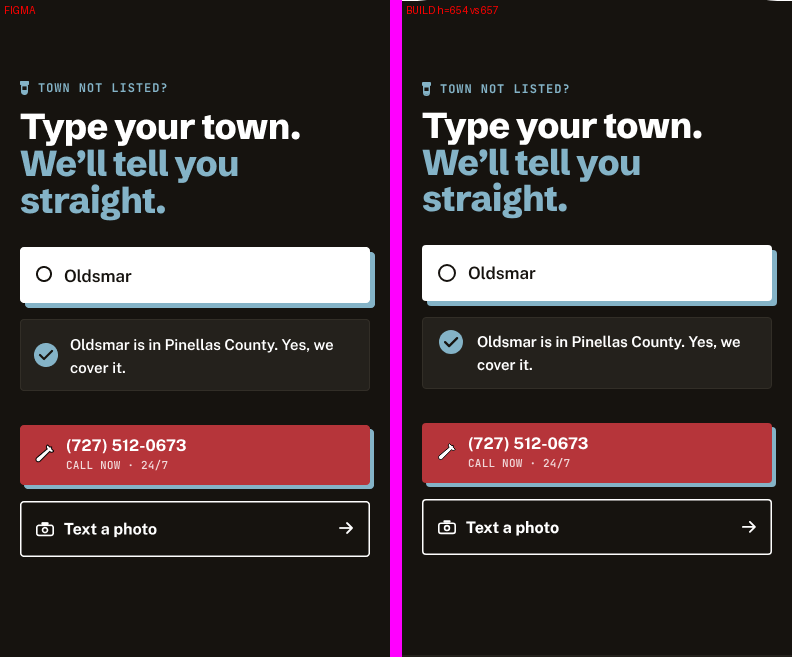 FIGMA
TOWN NOT LISTED?
Type your town.
We’ll tell you
straight.
Oldsmar
Oldsmar is in Pinellas County. Yes, we
cover it.
(727) 512-0673
CALL NOW · 24/7
Text a photo
BUILD h=654 vs 657
TOWN NOT LISTED?
Type your town.
We’ll tell you
straight.
Oldsmar
Oldsmar is in Pinellas County. Yes, we
cover it.
(727) 512-0673
CALL NOW · 24/7
Text a photo